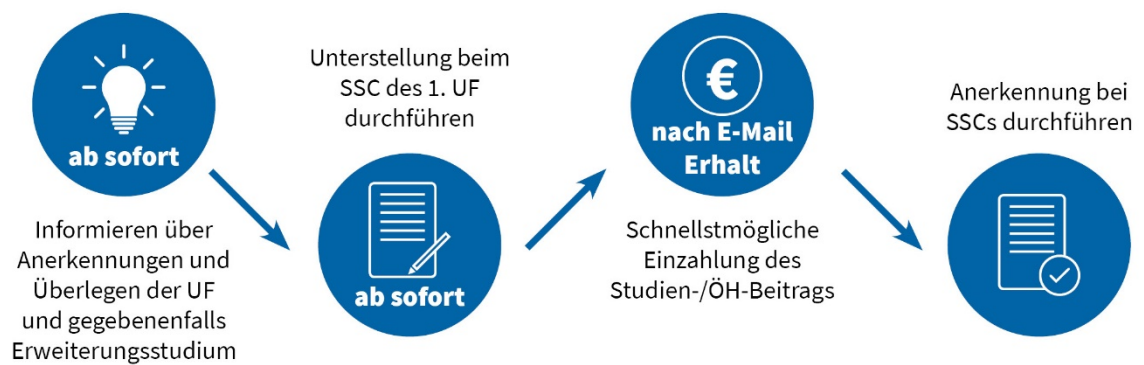 ab sofort
Informieren über
Anerkennungen und
Überlegen der UF
und gegebenenfalls
Erweiterungsstudium
Unterstellung beim
SSC des 1. UF
durchführen
ab sofort
€
nach E-Mail
Erhalt
Schnellstmögliche
Einzahlung des
Studien-/ÖH-Beitrags
Anerkennung bei
SSCs durchführen